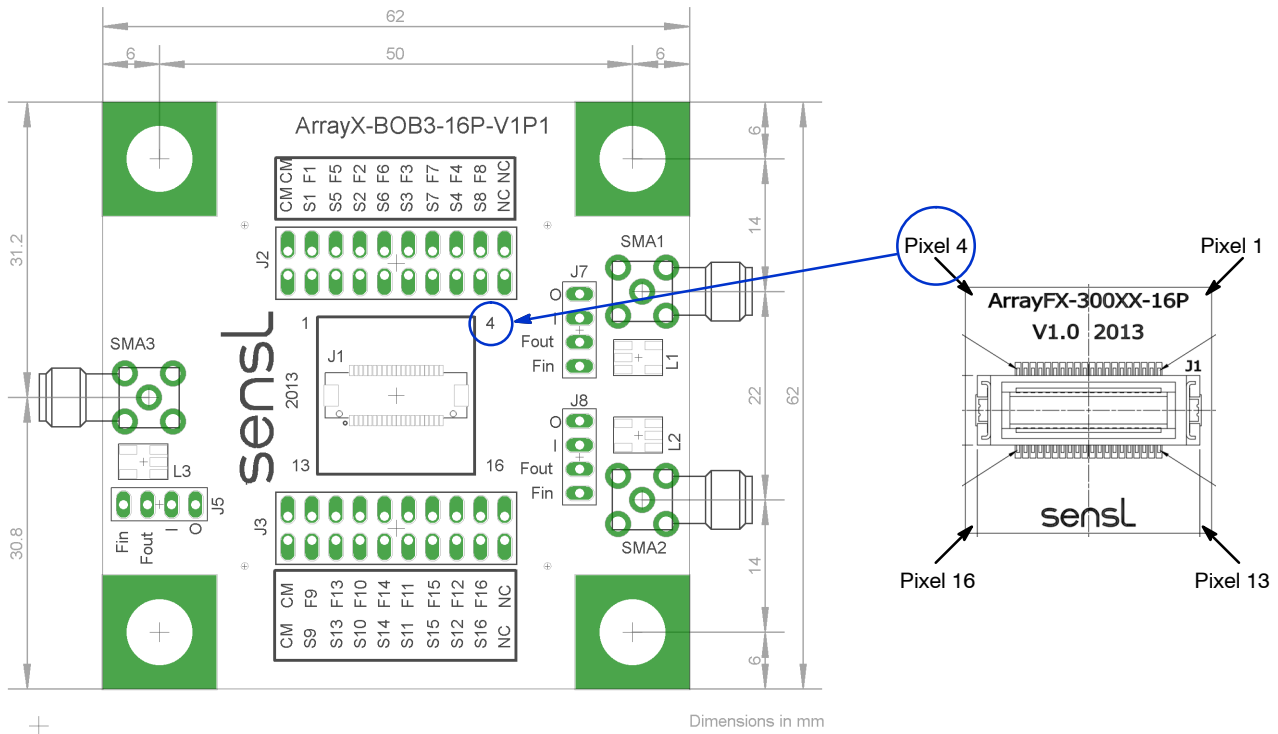 62
6
50
6
ArrayX-BOB3-16P-V1P1
CM CM
S1 F1
S5 F5
S2 F2
S6 F6
S3 F3
S7 F7
S4 F4
S8 F8
NC NC
J2
SMA1
J7
O
I
Fout
Fin
L1
1
4
J1
13
16
sensL
2013
SMA3
L3
J5
Fin
Fout
I
O
J8
O
I
Fout
Fin
L2
SMA2
J3
CM CM
S9 F9
S13 F13
S10 F10
S14 F14
S11 F11
S15 F15
S12 F12
S16 F16
NC NC
31.2
30.8
6
14
22
62
14
6
Dimensions in mm
Pixel 4
Pixel 1
ArrayFX-300XX-16P
V1.0 2013
J1
sensL
Pixel 16
Pixel 13